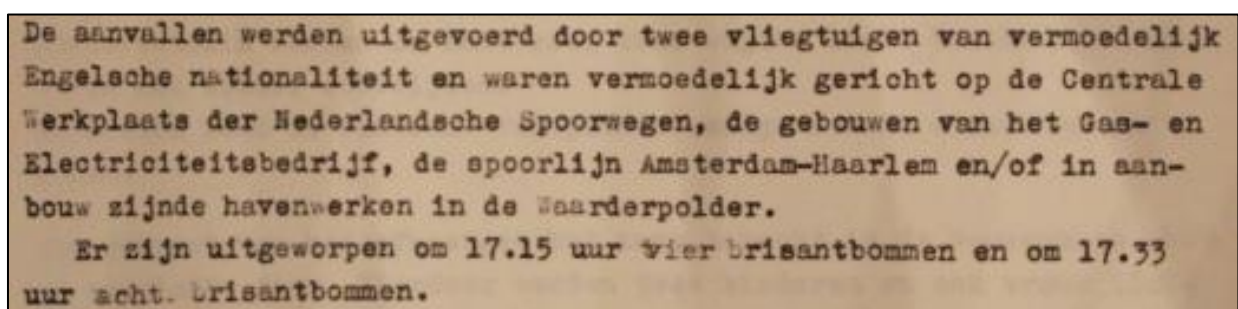 De aanvallen werden uitgevoerd door twee vliegtuigen van vermoedelijk
Engelsche nationaliteit en waren vermoedelijk gericht op de Centrale
Werkplaats der Nederlandsche Spoorwegen, de gebouwen van het Gas- en
Electriciteitsbedrijf, de spoorlijn Amsterdam-Haarlem en/of in aan-
bouw zijnde havenwerken in de Waarderpolder.
Er zijn uitgeworpen om 17.15 uur vier brisantbommen en om 17.33
uur acht. brisantbommen.